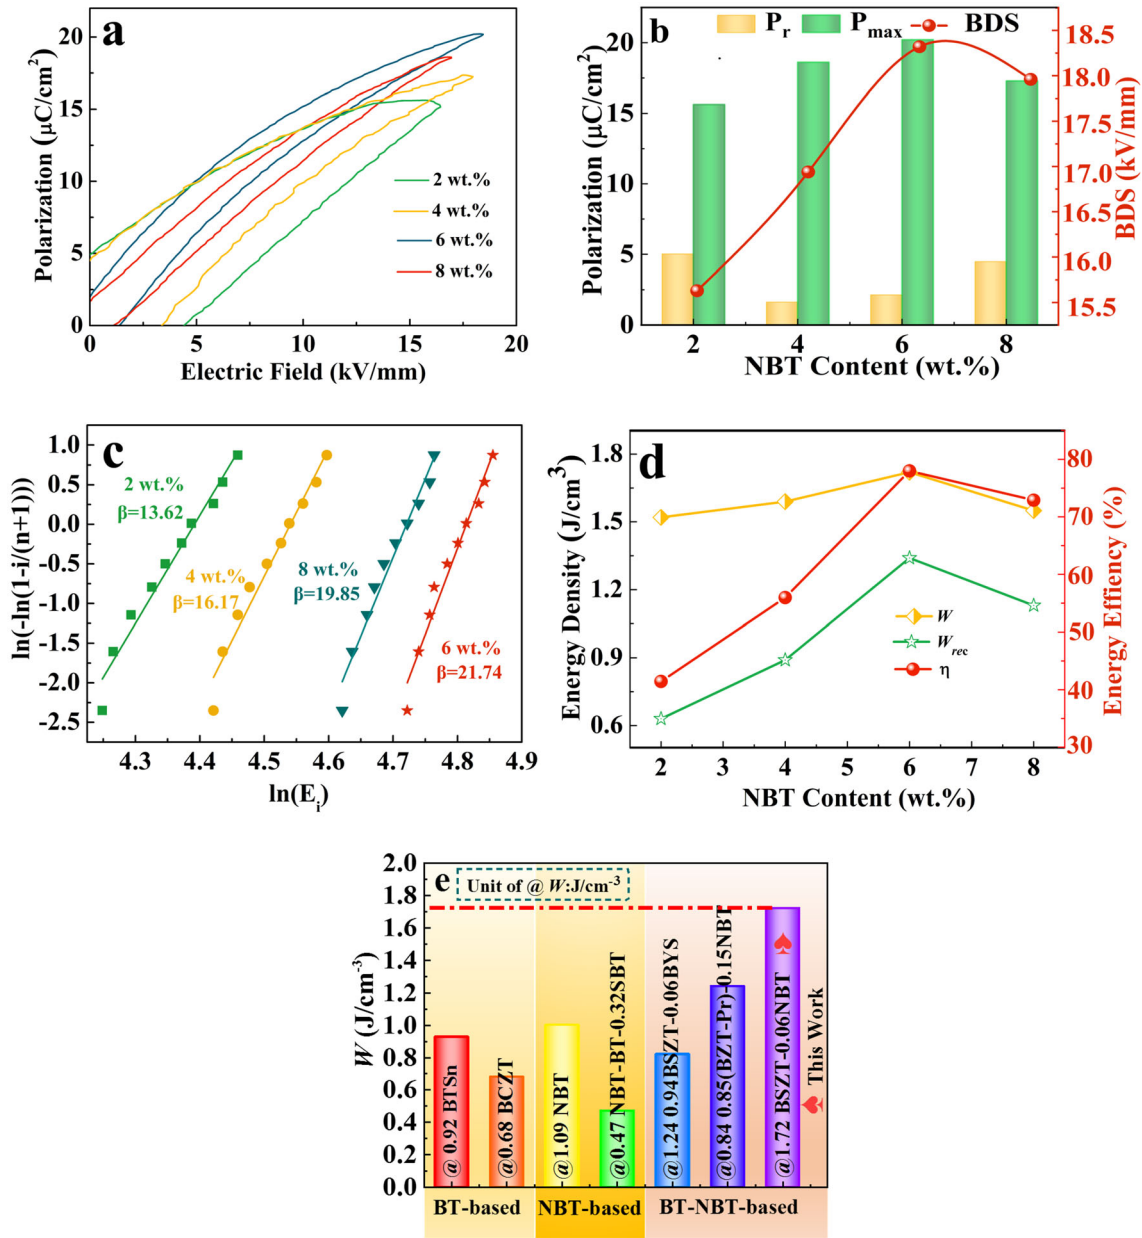 a
20
15
10
5
0
Polarization (μC/cm²)
2 wt.%
4 wt.%
6 wt.%
8 wt.%
0
5
10
15
20
Electric Field (kV/mm)
b
P_r
P_max
BDS
20
15
10
5
0
Polarization (μC/cm²)
18.5
18.0
17.5
17.0
16.5
16.0
15.5
BDS (kV/mm)
2
4
6
8
NBT Content (wt.%)
c
1.0
0.5
0.0
-0.5
-1.0
-1.5
-2.0
-2.5
ln(-ln(1-i/(n+1)))
2 wt.%
β=13.62
4 wt.%
β=16.17
8 wt.%
β=19.85
6 wt.%
β=21.74
4.3
4.4
4.5
4.6
4.7
4.8
4.9
ln(E_i)
d
1.8
1.5
1.2
0.9
0.6
Energy Density (J/cm³)
W
W_rec
η
80
70
60
50
40
30
Energy Effiency (%)
2
3
4
5
6
7
8
NBT Content (wt.%)
e
Unit of @ W:J/cm⁻³
2.0
1.8
1.6
1.4
1.2
1.0
0.8
0.6
0.4
0.2
0.0
W (J/cm⁻³)
@ 0.92 BTSn
@0.68 BCZT
@1.09 NBT
@0.47 NBT-BT-0.32SBT
@1.24 0.94BSZT-0.06BYS
@0.84 0.85(BZT-Pr)-0.15NBT
@1.72 BSZT-0.06NBT
♠ This Work
BT-based
NBT-based
BT-NBT-based